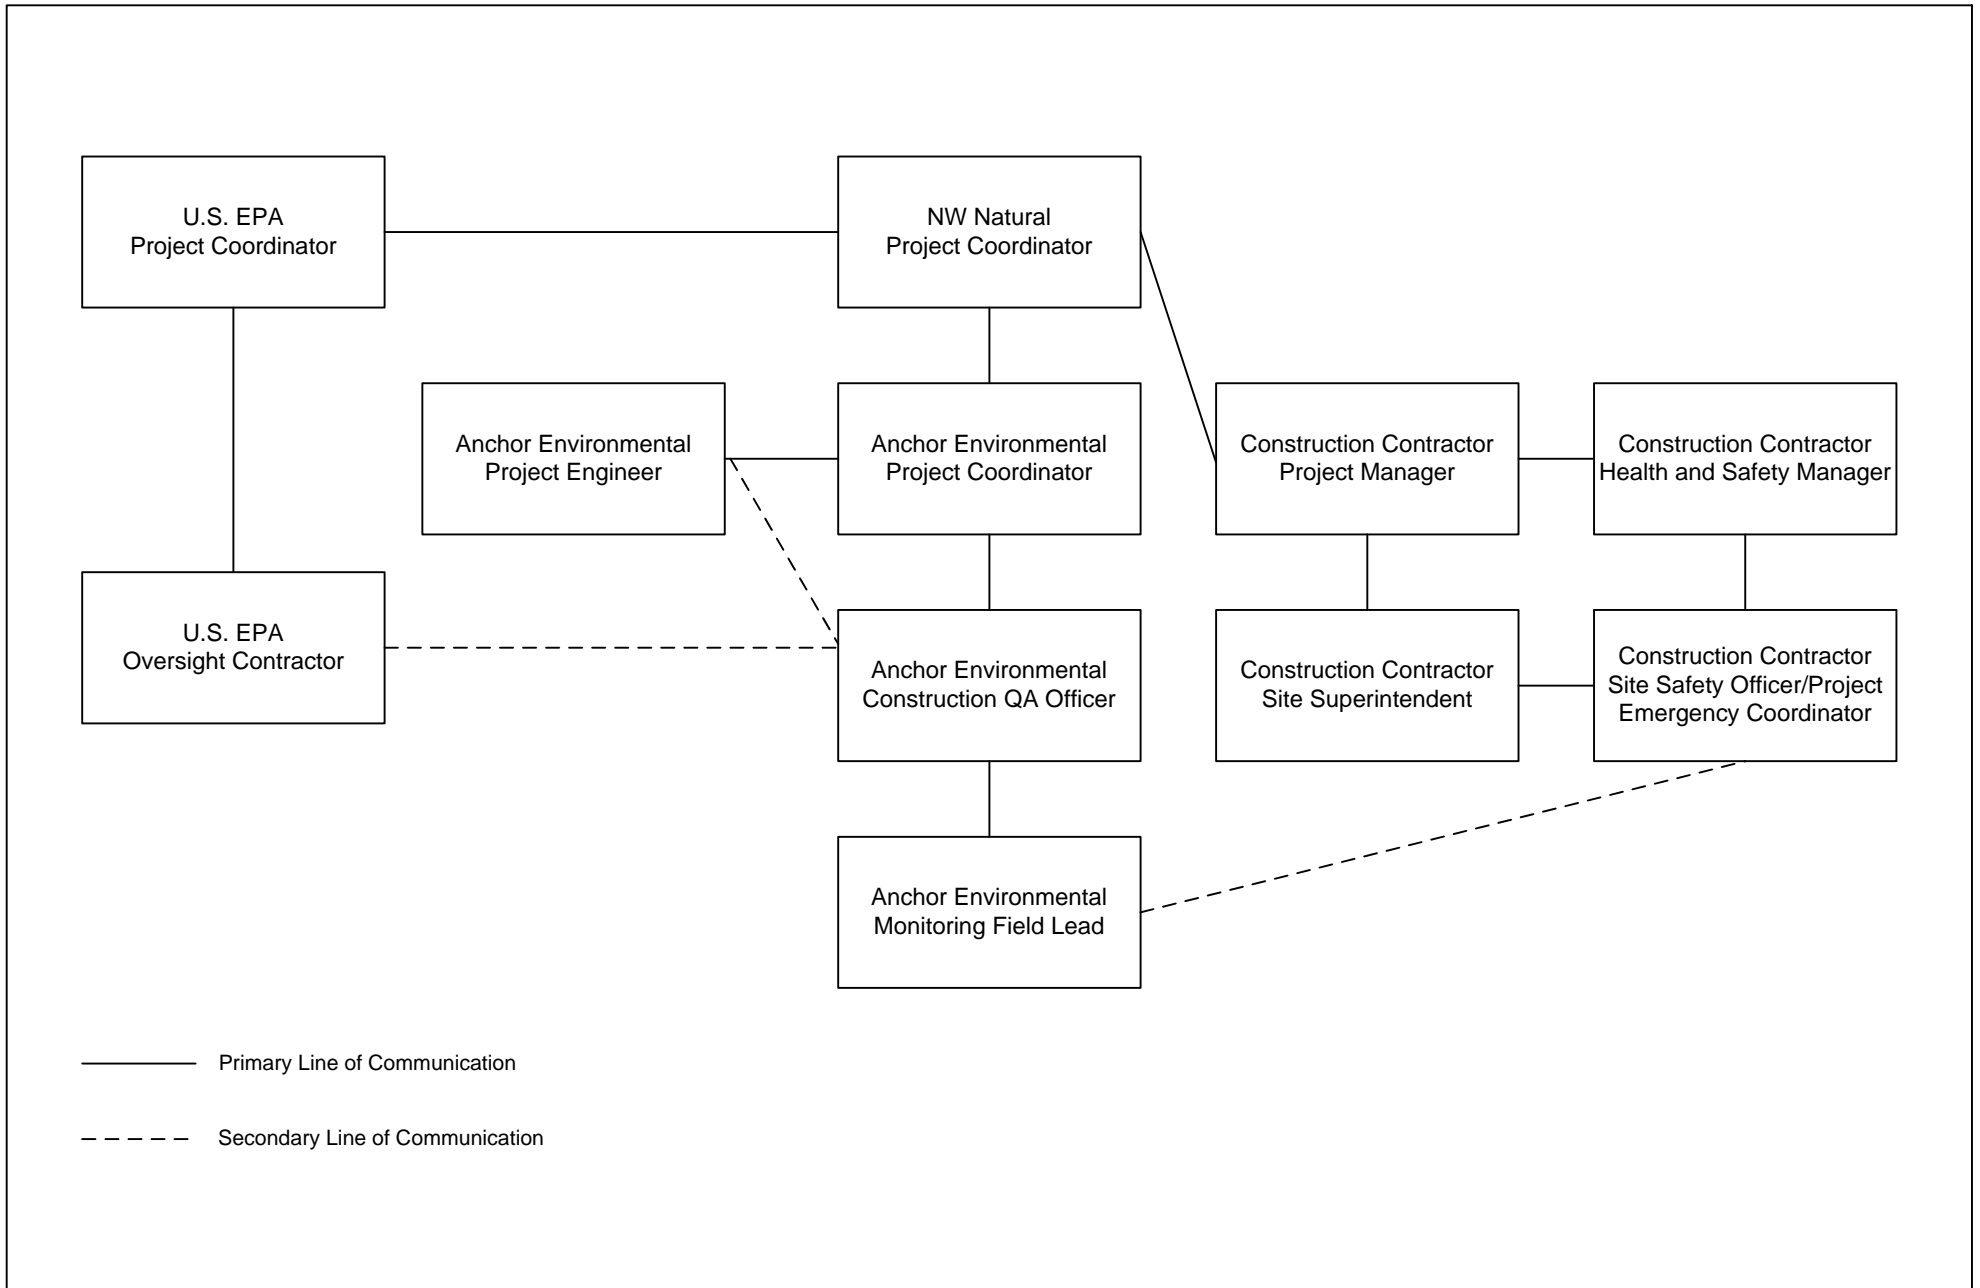 U.S. EPA
Project Coordinator
NW Natural
Project Coordinator
Anchor Environmental
Project Engineer
Anchor Environmental
Project Coordinator
Construction Contractor
Project Manager
Construction Contractor
Health and Safety Manager
U.S. EPA
Oversight Contractor
Anchor Environmental
Construction QA Officer
Construction Contractor
Site Superintendent
Construction Contractor
Site Safety Officer/Project
Emergency Coordinator
Anchor Environmental
Monitoring Field Lead
Primary Line of Communication
Secondary Line of Communication